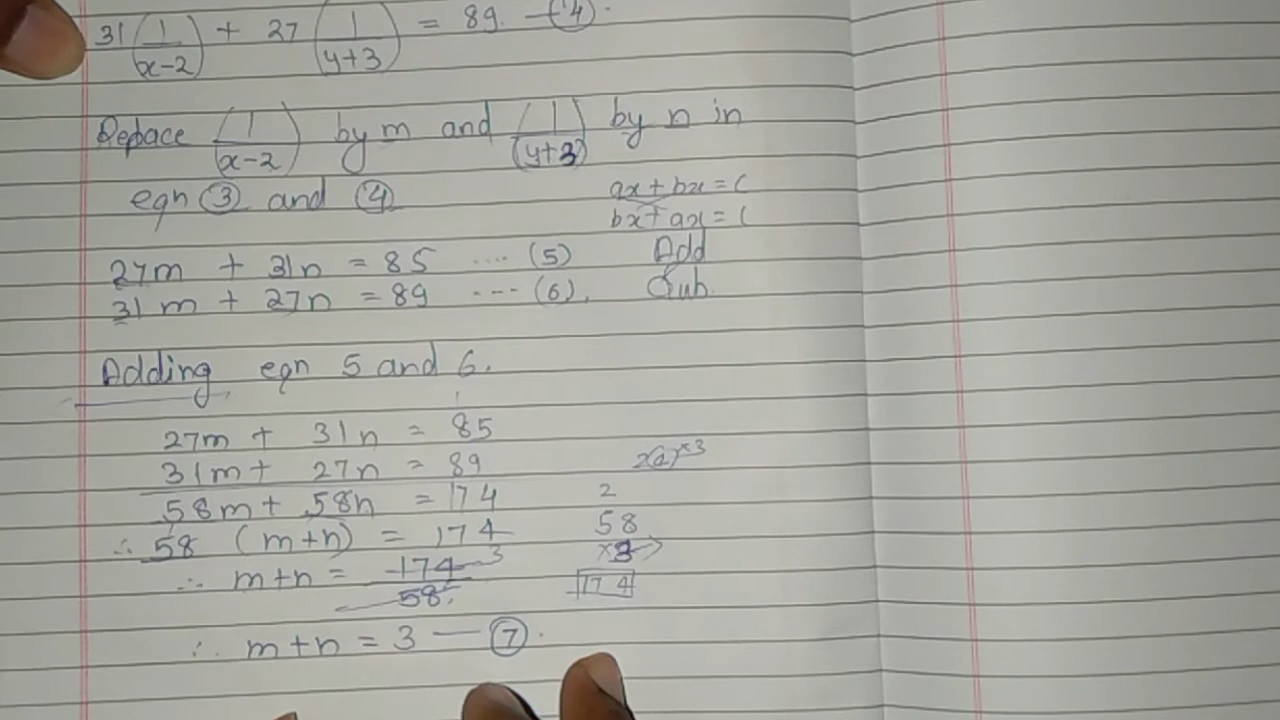 31(1/(x-2)) + 27(1/(y+3)) = 89. - (4).
Repace (1/(x-2)) by m and (1/(y+3)) by n in
eqn (3) and (4)
ax + bx = C
bx + ax = C
27m + 31n = 85 .... (5) Add
31m + 27n = 89 --- (6). Sub.
Adding eqn 5 and 6.
27m + 31n = 85
31m + 27n = 89
58m + 58n = 174
2
∴ 58 (m+n) = 174
58
∴ m+n = 174/58 3
×3
174
∴ m+n = 3 — (7).